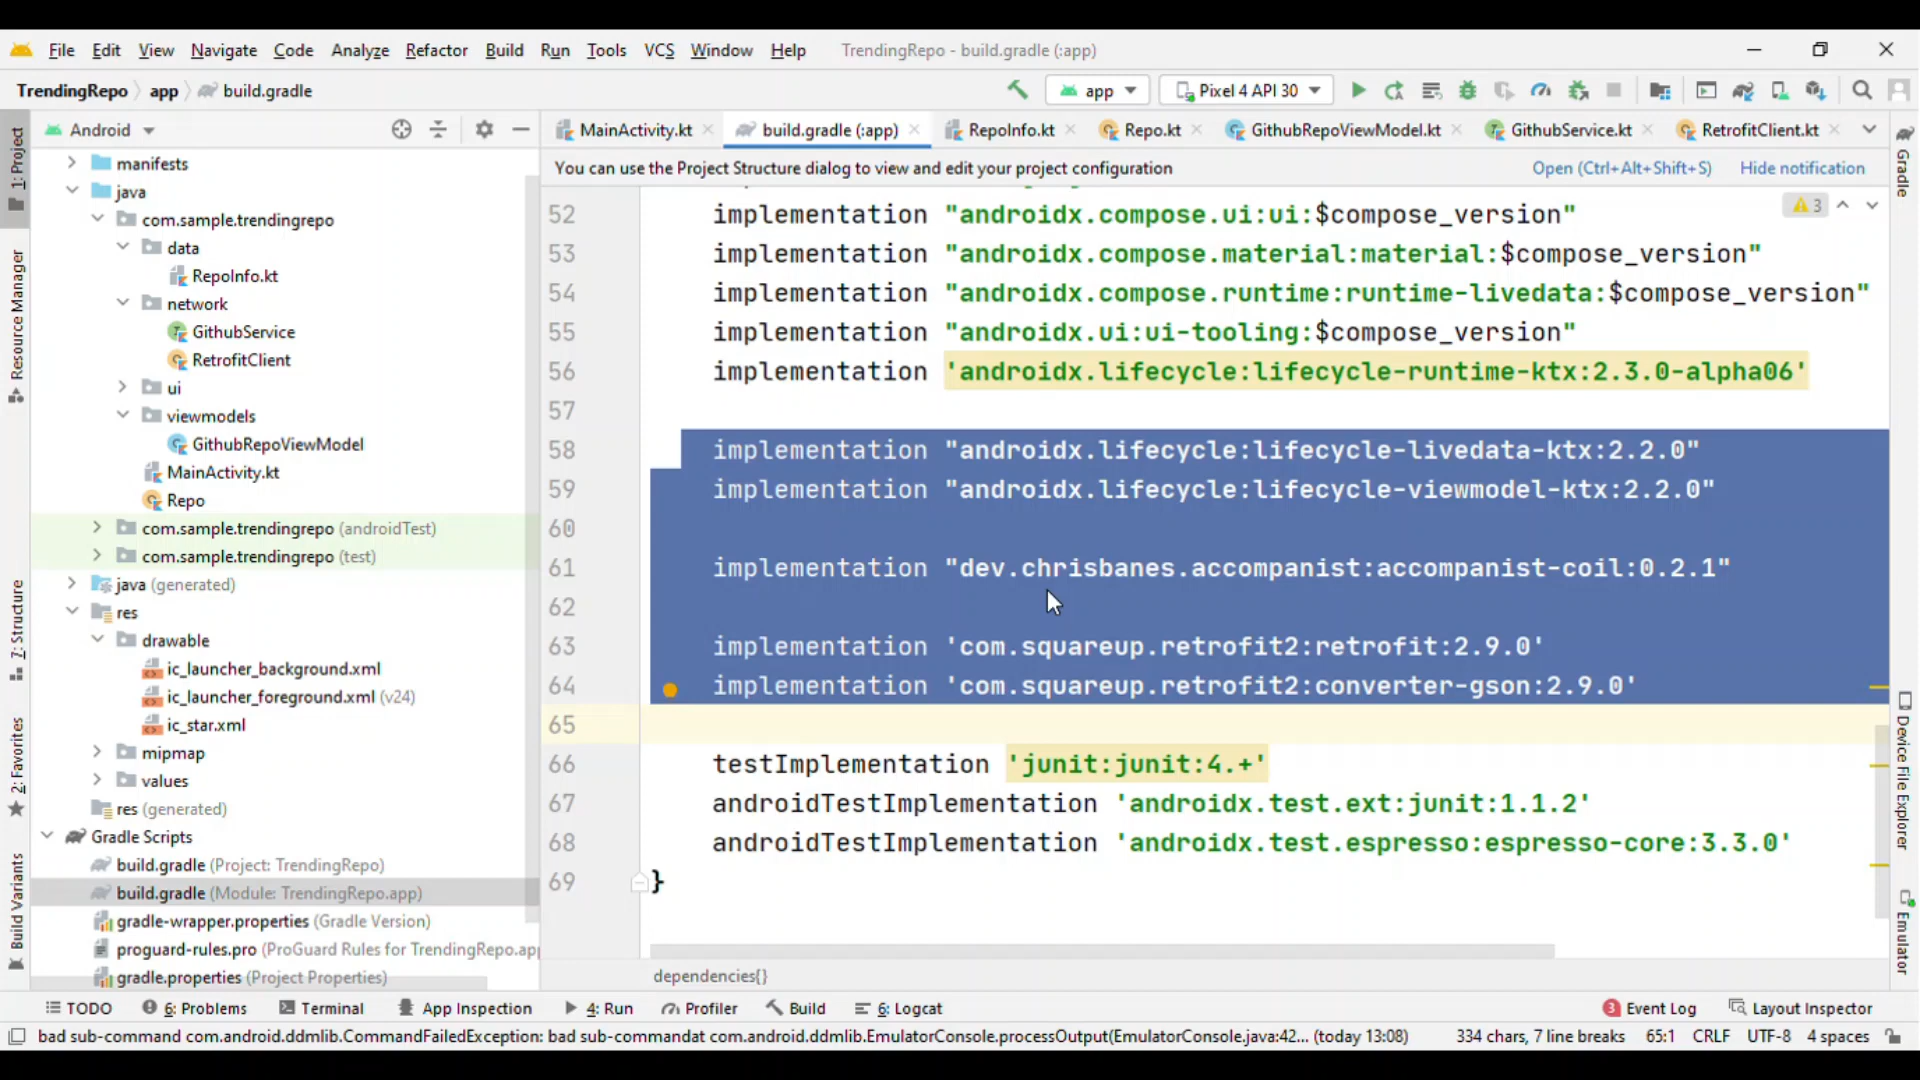 File Edit View Navigate Code Analyze Refactor Build Run Tools VCS Window Help TrendingRepo - build.gradle (:app)
TrendingRepo app build.gradle app Pixel 4 API 30
Android
MainActivity.kt build.gradle (:app) RepoInfo.kt Repo.kt GithubRepoViewModel.kt GithubService.kt RetrofitClient.kt
You can use the Project Structure dialog to view and edit your project configuration Open (Ctrl+Alt+Shift+S) Hide notification
1: Project
Resource Manager
7: Structure
2: Favorites
Build Variants
manifests
java
com.sample.trendingrepo
data
RepoInfo.kt
network
GithubService
RetrofitClient
ui
viewmodels
GithubRepoViewModel
MainActivity.kt
Repo
com.sample.trendingrepo (androidTest)
com.sample.trendingrepo (test)
java (generated)
res
drawable
ic_launcher_background.xml
ic_launcher_foreground.xml (v24)
ic_star.xml
mipmap
values
res (generated)
Gradle Scripts
build.gradle (Project: TrendingRepo)
build.gradle (Module: TrendingRepo.app)
gradle-wrapper.properties (Gradle Version)
proguard-rules.pro (ProGuard Rules for TrendingRepo.app
gradle.properties (Project Properties)
3
52 implementation "androidx.compose.ui:ui:$compose_version"
53 implementation "androidx.compose.material:material:$compose_version"
54 implementation "androidx.compose.runtime:runtime-livedata:$compose_version"
55 implementation "androidx.ui:ui-tooling:$compose_version"
56 implementation 'androidx.lifecycle:lifecycle-runtime-ktx:2.3.0-alpha06'
57
58 implementation "androidx.lifecycle:lifecycle-livedata-ktx:2.2.0"
59 implementation "androidx.lifecycle:lifecycle-viewmodel-ktx:2.2.0"
60
61 implementation "dev.chrisbanes.accompanist:accompanist-coil:0.2.1"
62
63 implementation 'com.squareup.retrofit2:retrofit:2.9.0'
64 implementation 'com.squareup.retrofit2:converter-gson:2.9.0'
65
66 testImplementation 'junit:junit:4.+'
67 androidTestImplementation 'androidx.test.ext:junit:1.1.2'
68 androidTestImplementation 'androidx.test.espresso:espresso-core:3.3.0'
69 }
dependencies{}
Gradle
Device File Explorer
Emulator
TODO 6: Problems Terminal App Inspection 4: Run Profiler Build 6: Logcat 3 Event Log Layout Inspector
bad sub-command com.android.ddmlib.CommandFailedException: bad sub-commandat com.android.ddmlib.EmulatorConsole.processOutput(EmulatorConsole.java:42... (today 13:08) 334 chars, 7 line breaks 65:1 CRLF UTF-8 4 spaces